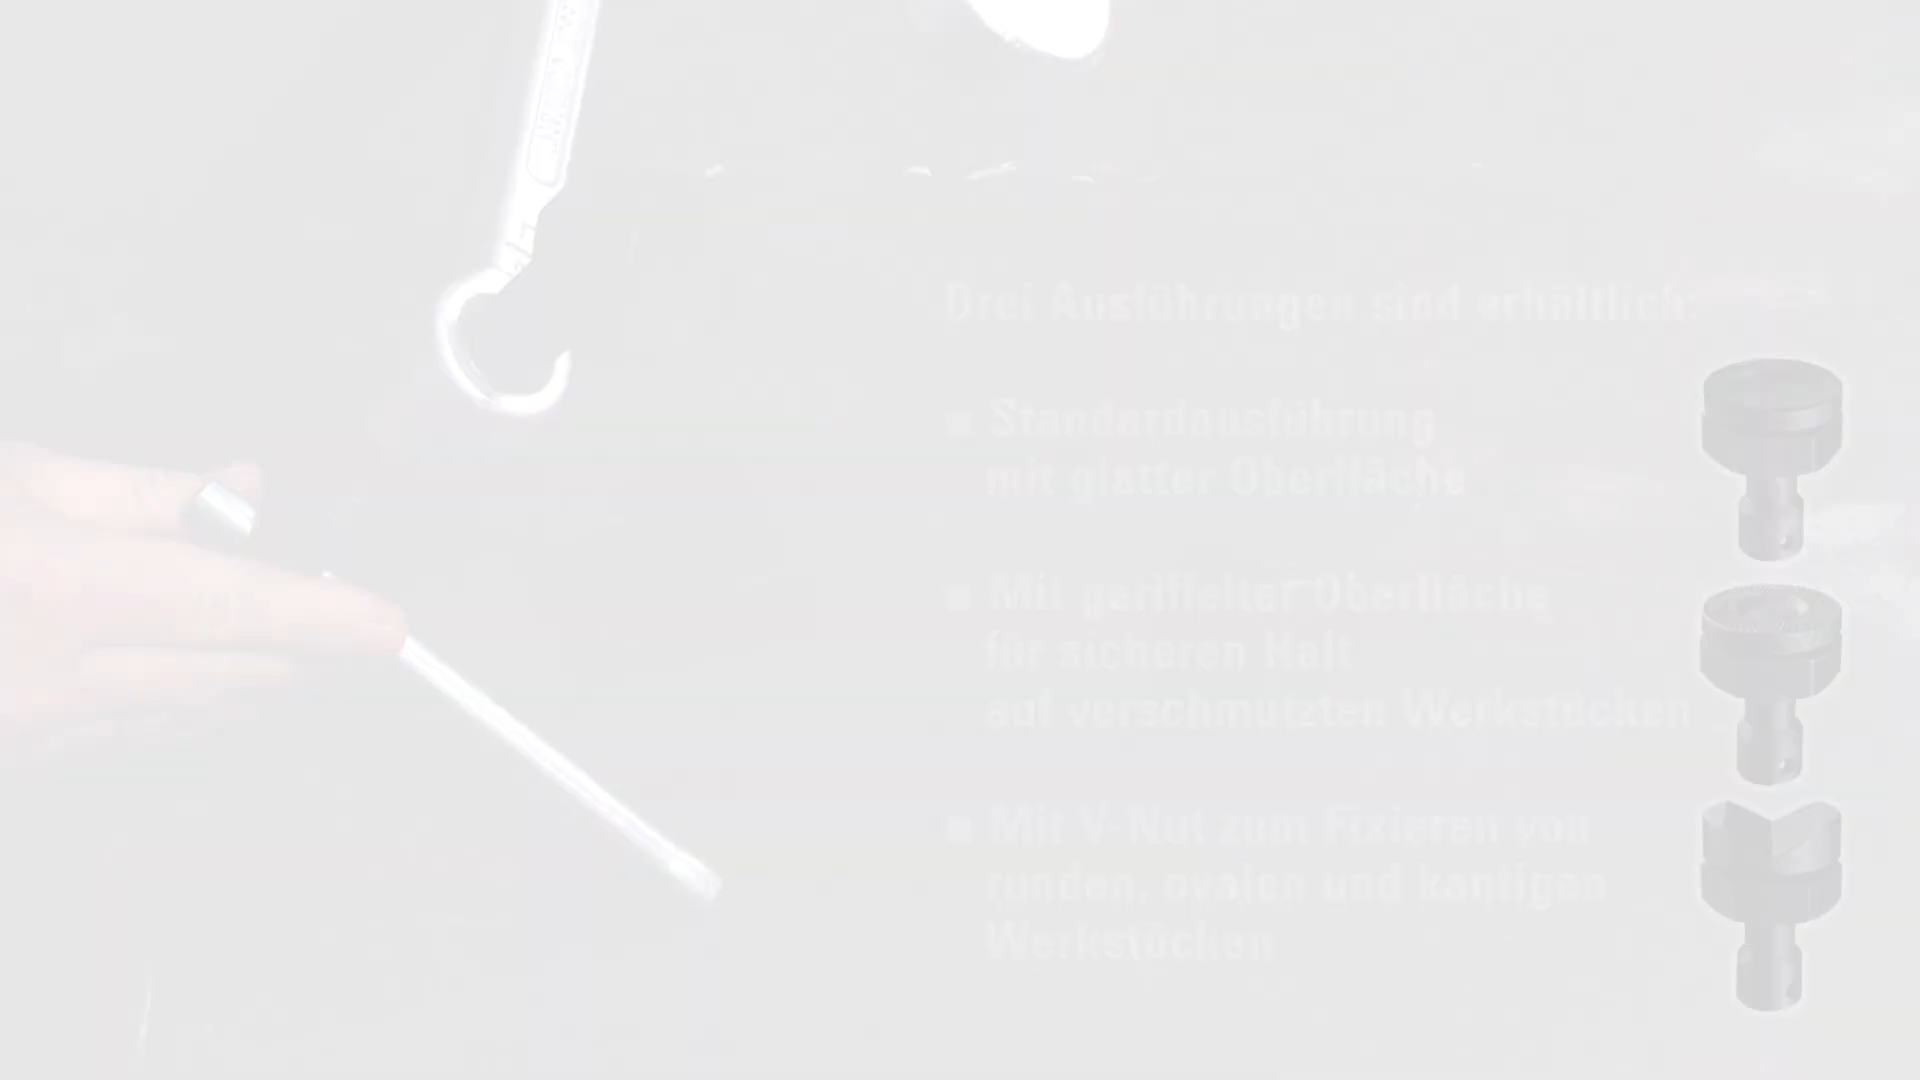 Drei Ausführungen sind erhältlich:
■ Standardausführung
mit glatter Oberfläche
■ Mit geriffelter Oberfläche
für sicheren Halt
auf verschmutzten Werkstücken
■ Mit V-Nut zum Fixieren von
runden, ovalen und kantigen
Werkstücken